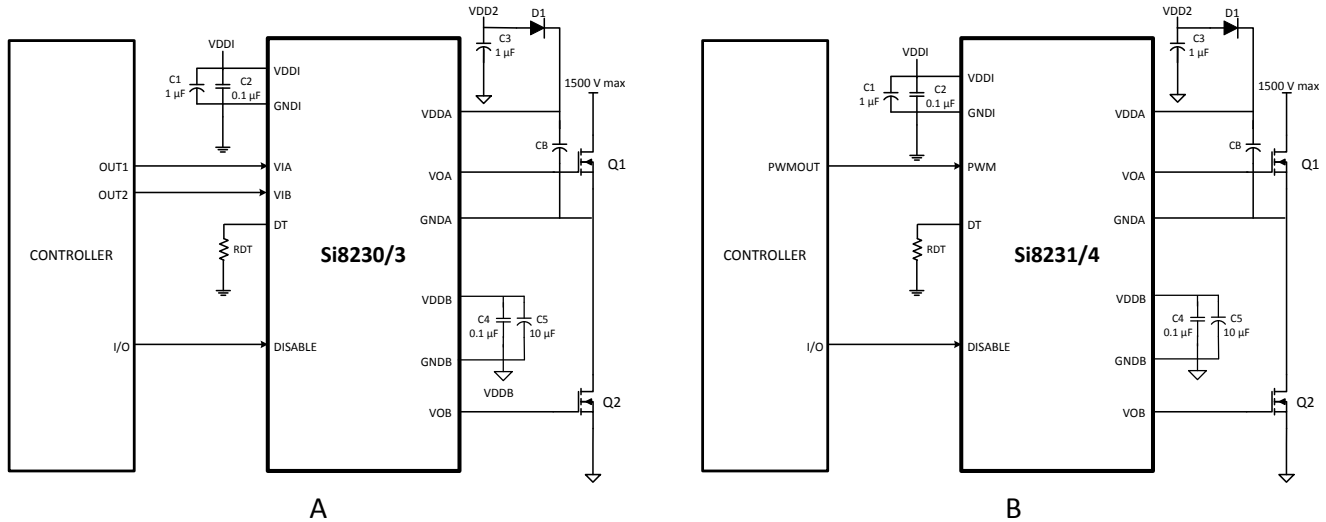 VDD2
D1
C3
1 µF
VDDI
C1
1 µF
C2
0.1 µF
VDDI
GNDI
1500 V max
VDDA
CB
Q1
OUT1
VIA
VOA
OUT2
VIB
GNDA
DT
RDT
CONTROLLER
Si8230/3
VDDB
C4
0.1 µF
C5
10 µF
I/O
DISABLE
GNDB
VDDB
VOB
Q2
A
VDD2
D1
C3
1 µF
VDDI
C1
1 µF
C2
0.1 µF
VDDI
GNDI
1500 V max
VDDA
CB
Q1
PWMOUT
PWM
VOA
GNDA
DT
RDT
CONTROLLER
Si8231/4
VDDB
C4
0.1 µF
C5
10 µF
I/O
DISABLE
GNDB
VOB
Q2
B